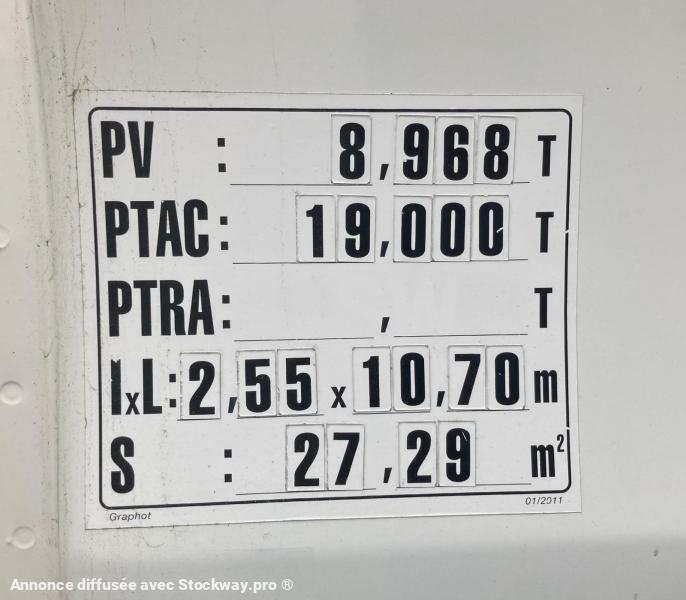 PV : 8,968 T
PTAC: 19,000 T
PTRA: , T
lxL: 2,55 x 10,70 m
S : 27,29 m²
Graphot 01/2011
Annonce diffusée avec Stockway.pro ®